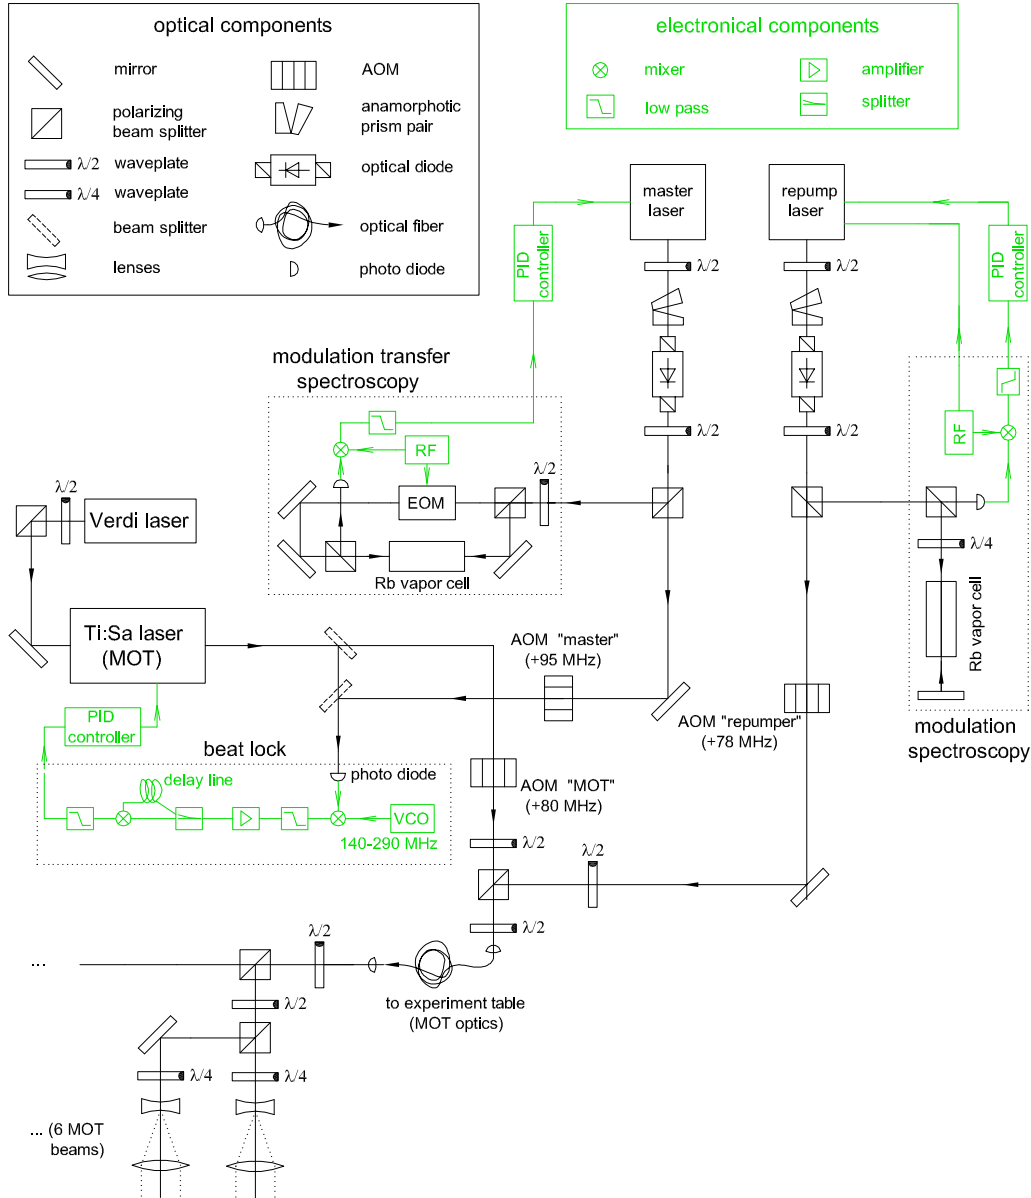 optical components
mirror
AOM
polarizing
beam splitter
anamorphotic
prism pair
λ/2 waveplate
optical diode
λ/4 waveplate
beam splitter
optical fiber
lenses
photo diode
electronical components
mixer
amplifier
low pass
splitter
master
laser
repump
laser
PID
controller
PID
controller
λ/2
λ/2
modulation transfer
spectroscopy
λ/2
λ/2
RF
RF
λ/2
EOM
Rb vapor cell
λ/2
Verdi laser
λ/4
Rb vapor cell
Ti:Sa laser
(MOT)
AOM "master"
(+95 MHz)
AOM "repumper"
(+78 MHz)
modulation
spectroscopy
PID
controller
beat lock
delay line
photo diode
AOM "MOT"
(+80 MHz)
VCO
140-290 MHz
λ/2
λ/2
λ/2
λ/2
...
to experiment table
(MOT optics)
λ/2
λ/4
λ/4
... (6 MOT
beams)